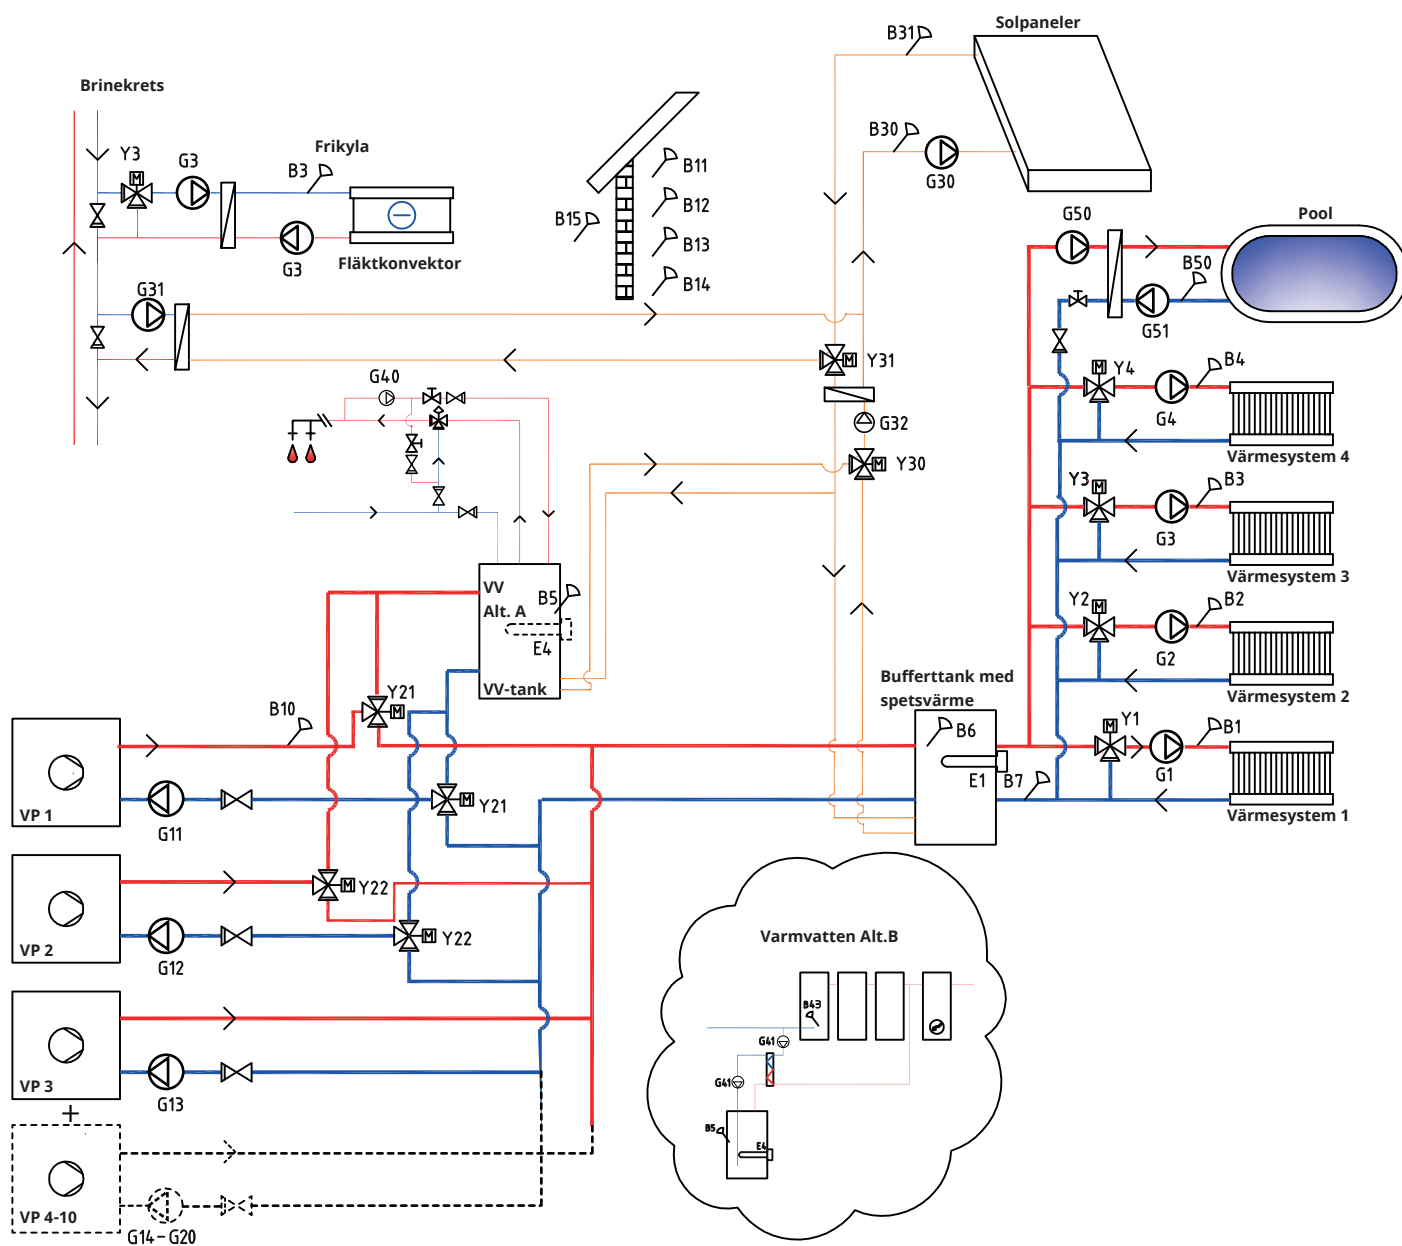 Solpaneler
B31
Brinekrets
B30
G30
Y3
M
G3
B3
Frikyla
G3
Fläktkonvektor
B11
B12
B15
B13
B14
G50
Pool
B50
G51
G31
M
Y31
G32
M
Y30
G40
M
Y4
B4
G4
Värmesystem 4
Y3
M
B3
G3
Värmesystem 3
Y2
M
B2
G2
Värmesystem 2
Y1
M
B1
G1
Värmesystem 1
VV
Alt. A
B5
E4
VV-tank
Bufferttank med
spetsvärme
B6
E1
B7
B10
Y21
M
VP 1
G11
M
Y21
VP 2
G12
M
Y22
M
Y22
VP 3
G13
+
VP 4-10
G14-G20
Varmvatten Alt.B
B43
G41
G41
B5
E4